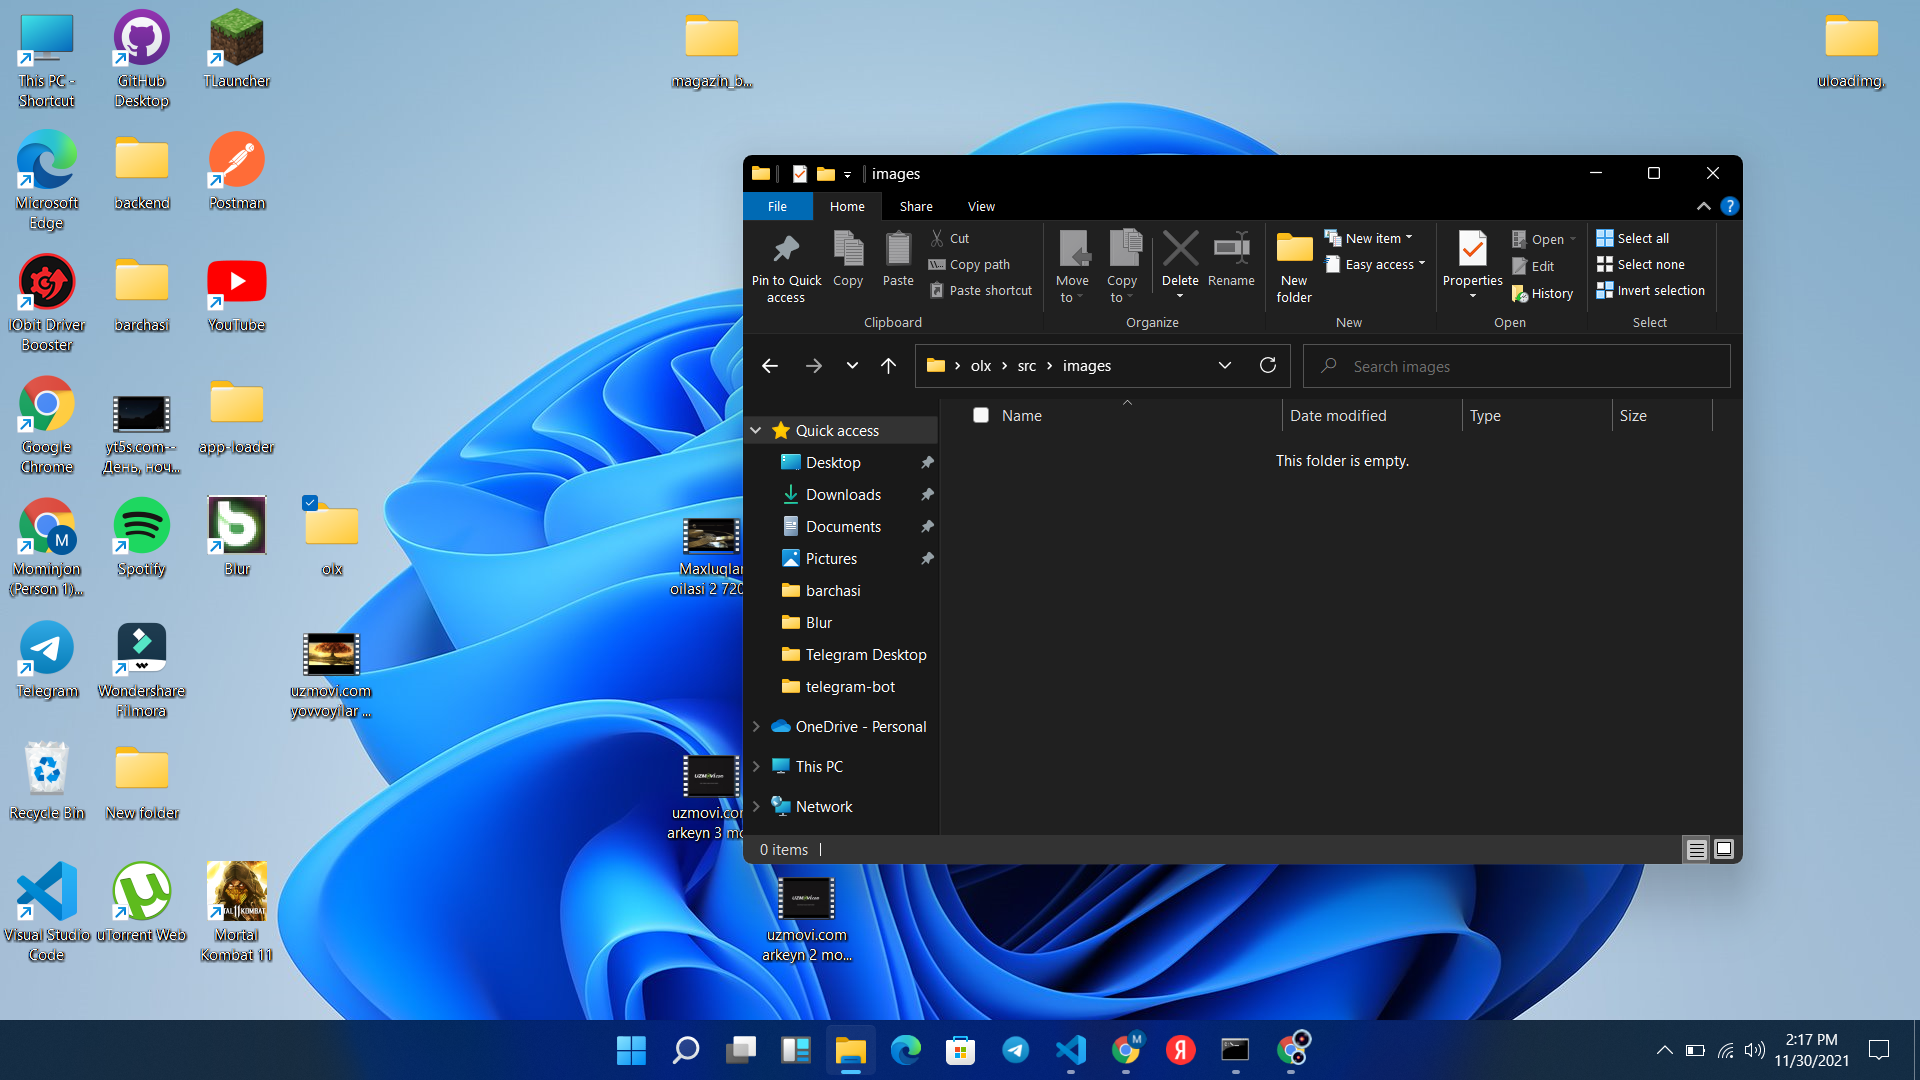 This PC -
Shortcut
GitHub
Desktop
TLauncher
magazin_b...
uloadimg.
Microsoft
Edge
backend
Postman
IObit Driver
Booster
barchasi
YouTube
Google
Chrome
yt5s.com--
День, ноч...
app-loader
M
Mominjon
(Person 1)...
Spotify
Blur
olx
Maxluqlar
oilasi 2 720
Telegram
Wondershare
Filmora
uzmovi.com
yovvoyilar ...
Recycle Bin
New folder
UZMOVI.com
uzmovi.cor
arkeyn 3 mo
Visual Studio
Code
uTorrent Web
Mortal
Kombat 11
UZMOVI.com
uzmovi.com
arkeyn 2 mo...
images
File
Home
Share
View
?
Pin to Quick
access
Copy
Paste
Cut
Copy path
Paste shortcut
Clipboard
Move
to
Copy
to
Delete
Rename
Organize
New
folder
New item
Easy access
New
Properties
Open
Edit
History
Open
Select all
Select none
Invert selection
Select
olx > src > images
Search images
Name
Date modified
Type
Size
This folder is empty.
Quick access
Desktop
Downloads
Documents
Pictures
barchasi
Blur
Telegram Desktop
telegram-bot
OneDrive - Personal
This PC
Network
0 items
M
Я
2:17 PM
11/30/2021